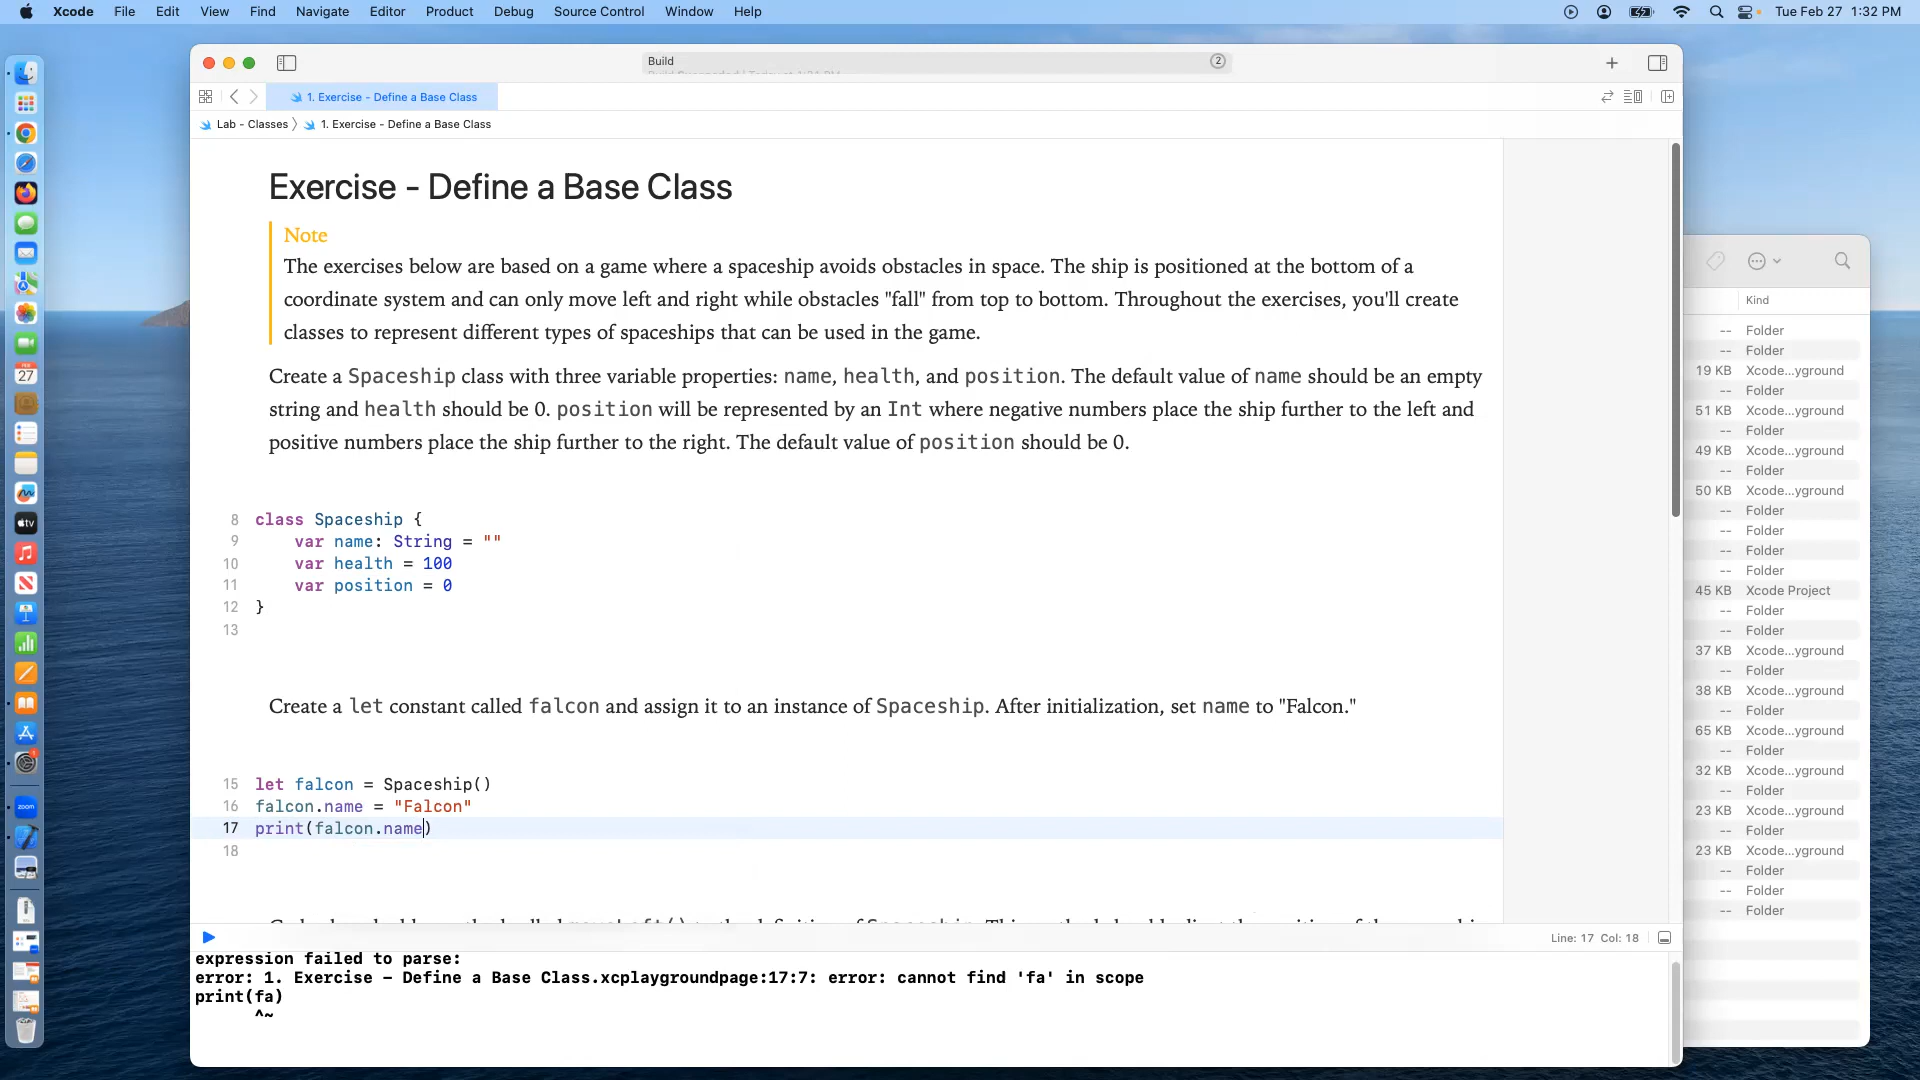 Xcode File Edit View Find Navigate Editor Product Debug Source Control Window Help Tue Feb 27 1:32 PM
Build 2
1. Exercise - Define a Base Class
Lab - Classes 〉 1. Exercise - Define a Base Class
Exercise - Define a Base Class
Note
The exercises below are based on a game where a spaceship avoids obstacles in space. The ship is positioned at the bottom of a
coordinate system and can only move left and right while obstacles "fall" from top to bottom. Throughout the exercises, you'll create
classes to represent different types of spaceships that can be used in the game.
Create a Spaceship class with three variable properties: name, health, and position. The default value of name should be an empty
string and health should be 0. position will be represented by an Int where negative numbers place the ship further to the left and
positive numbers place the ship further to the right. The default value of position should be 0.
8 class Spaceship {
9 var name: String = ""
10 var health = 100
11 var position = 0
12 }
13
Create a let constant called falcon and assign it to an instance of Spaceship. After initialization, set name to "Falcon."
15 let falcon = Spaceship()
16 falcon.name = "Falcon"
17 print(falcon.name)
18
Line: 17 Col: 18
expression failed to parse:
error: 1. Exercise - Define a Base Class.xcplaygroundpage:17:7: error: cannot find 'fa' in scope
print(fa)
^~
Kind
-- Folder
-- Folder
19 KB Xcode...yground
-- Folder
51 KB Xcode...yground
-- Folder
49 KB Xcode...yground
-- Folder
50 KB Xcode...yground
-- Folder
-- Folder
-- Folder
-- Folder
45 KB Xcode Project
-- Folder
-- Folder
37 KB Xcode...yground
-- Folder
38 KB Xcode...yground
-- Folder
65 KB Xcode...yground
-- Folder
32 KB Xcode...yground
-- Folder
23 KB Xcode...yground
-- Folder
23 KB Xcode...yground
-- Folder
-- Folder
-- Folder
FEB
27
tv
zoom